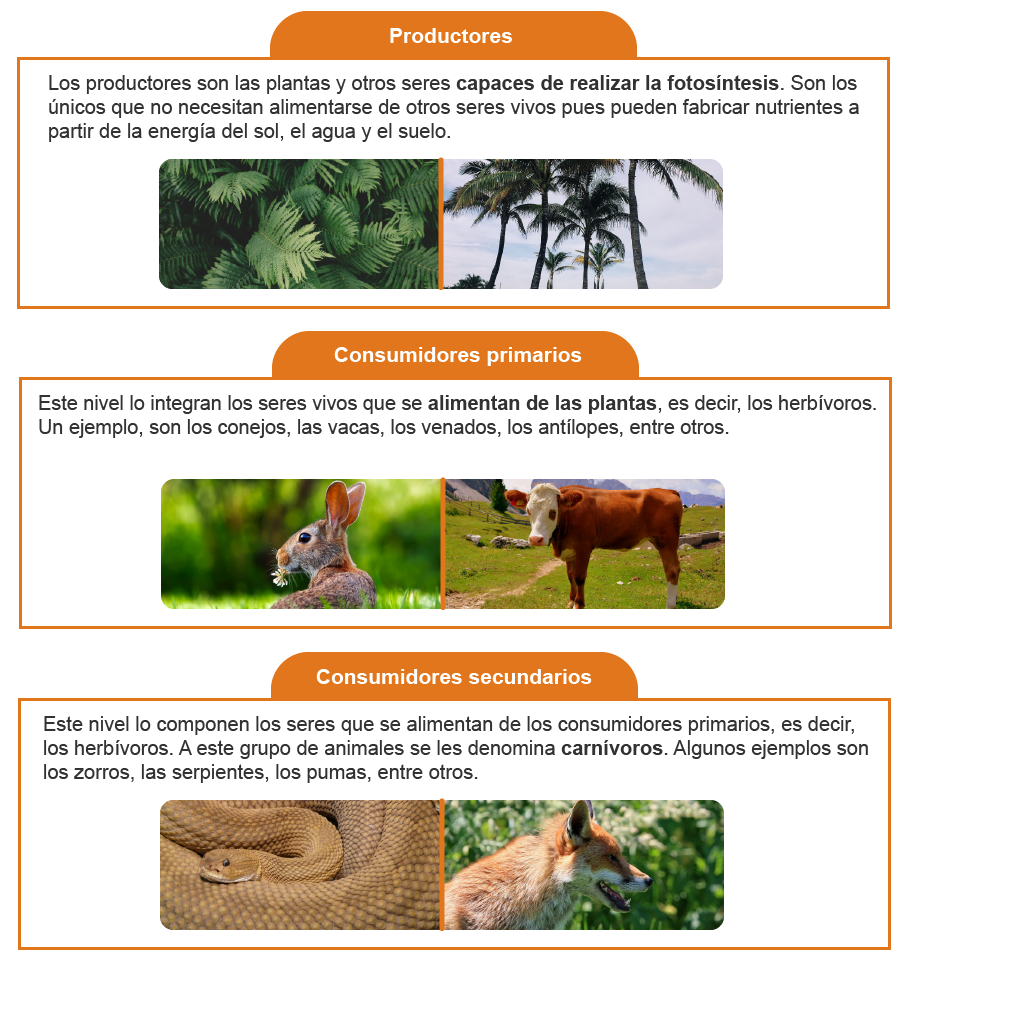 Productores
Los productores son las plantas y otros seres capaces de realizar la fotosíntesis. Son los
únicos que no necesitan alimentarse de otros seres vivos pues pueden fabricar nutrientes a
partir de la energía del sol, el agua y el suelo.
Consumidores primarios
Este nivel lo integran los seres vivos que se alimentan de las plantas, es decir, los herbívoros.
Un ejemplo, son los conejos, las vacas, los venados, los antílopes, entre otros.
Consumidores secundarios
Este nivel lo componen los seres que se alimentan de los consumidores primarios, es decir,
los herbívoros. A este grupo de animales se les denomina carnívoros. Algunos ejemplos son
los zorros, las serpientes, los pumas, entre otros.